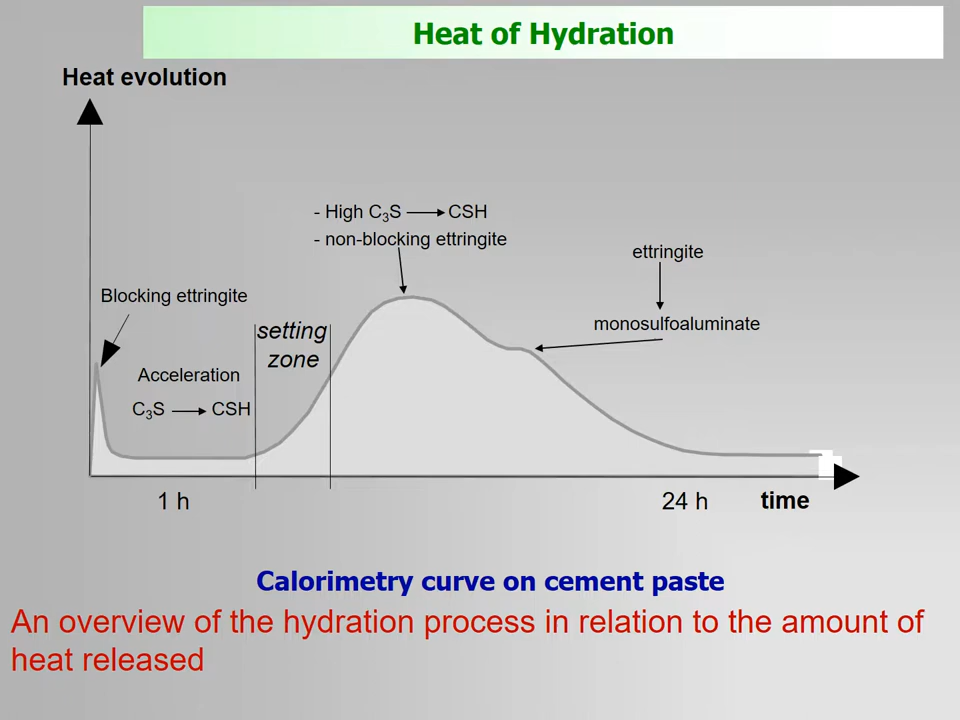 Heat of Hydration
Heat evolution
- High C₃S → CSH
- non-blocking ettringite
ettringite
monosulfoaluminate
Blocking ettringite
setting
zone
Acceleration
C₃S → CSH
1 h
24 h
time
Calorimetry curve on cement paste
An overview of the hydration process in relation to the amount of
heat released